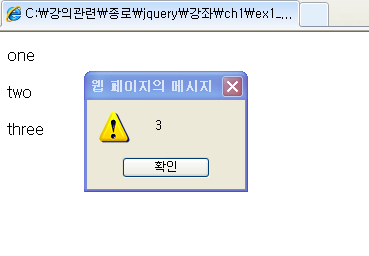 C:₩강의관련₩종로₩jquery₩강좌₩ch1₩ex1_...
one
웹 페이지의 메시지
two
3
three
확인